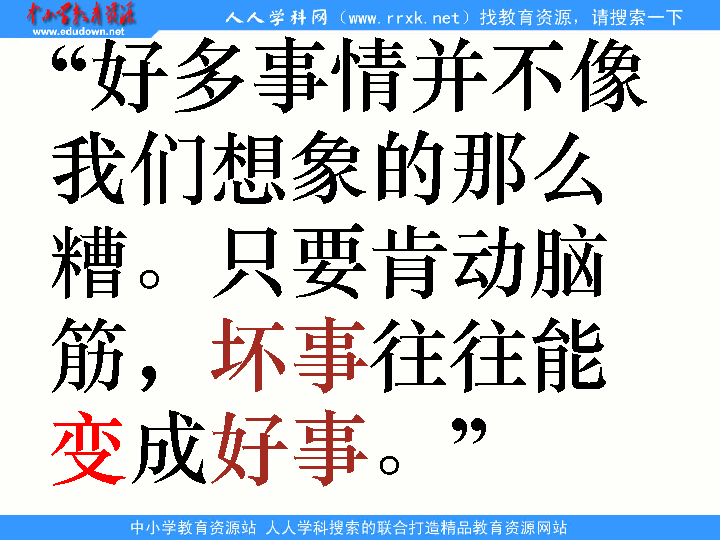 中小学教育资源
www.edudown.net
人人学科网（www.rrxk.net）找教育资源，请搜索一下
“好多事情并不像
我们想象的那么
糟。只要肯动脑
筋，坏事往往能
变成好事。”
中小学教育资源站 人人学科搜索的联合打造精品教育资源网站